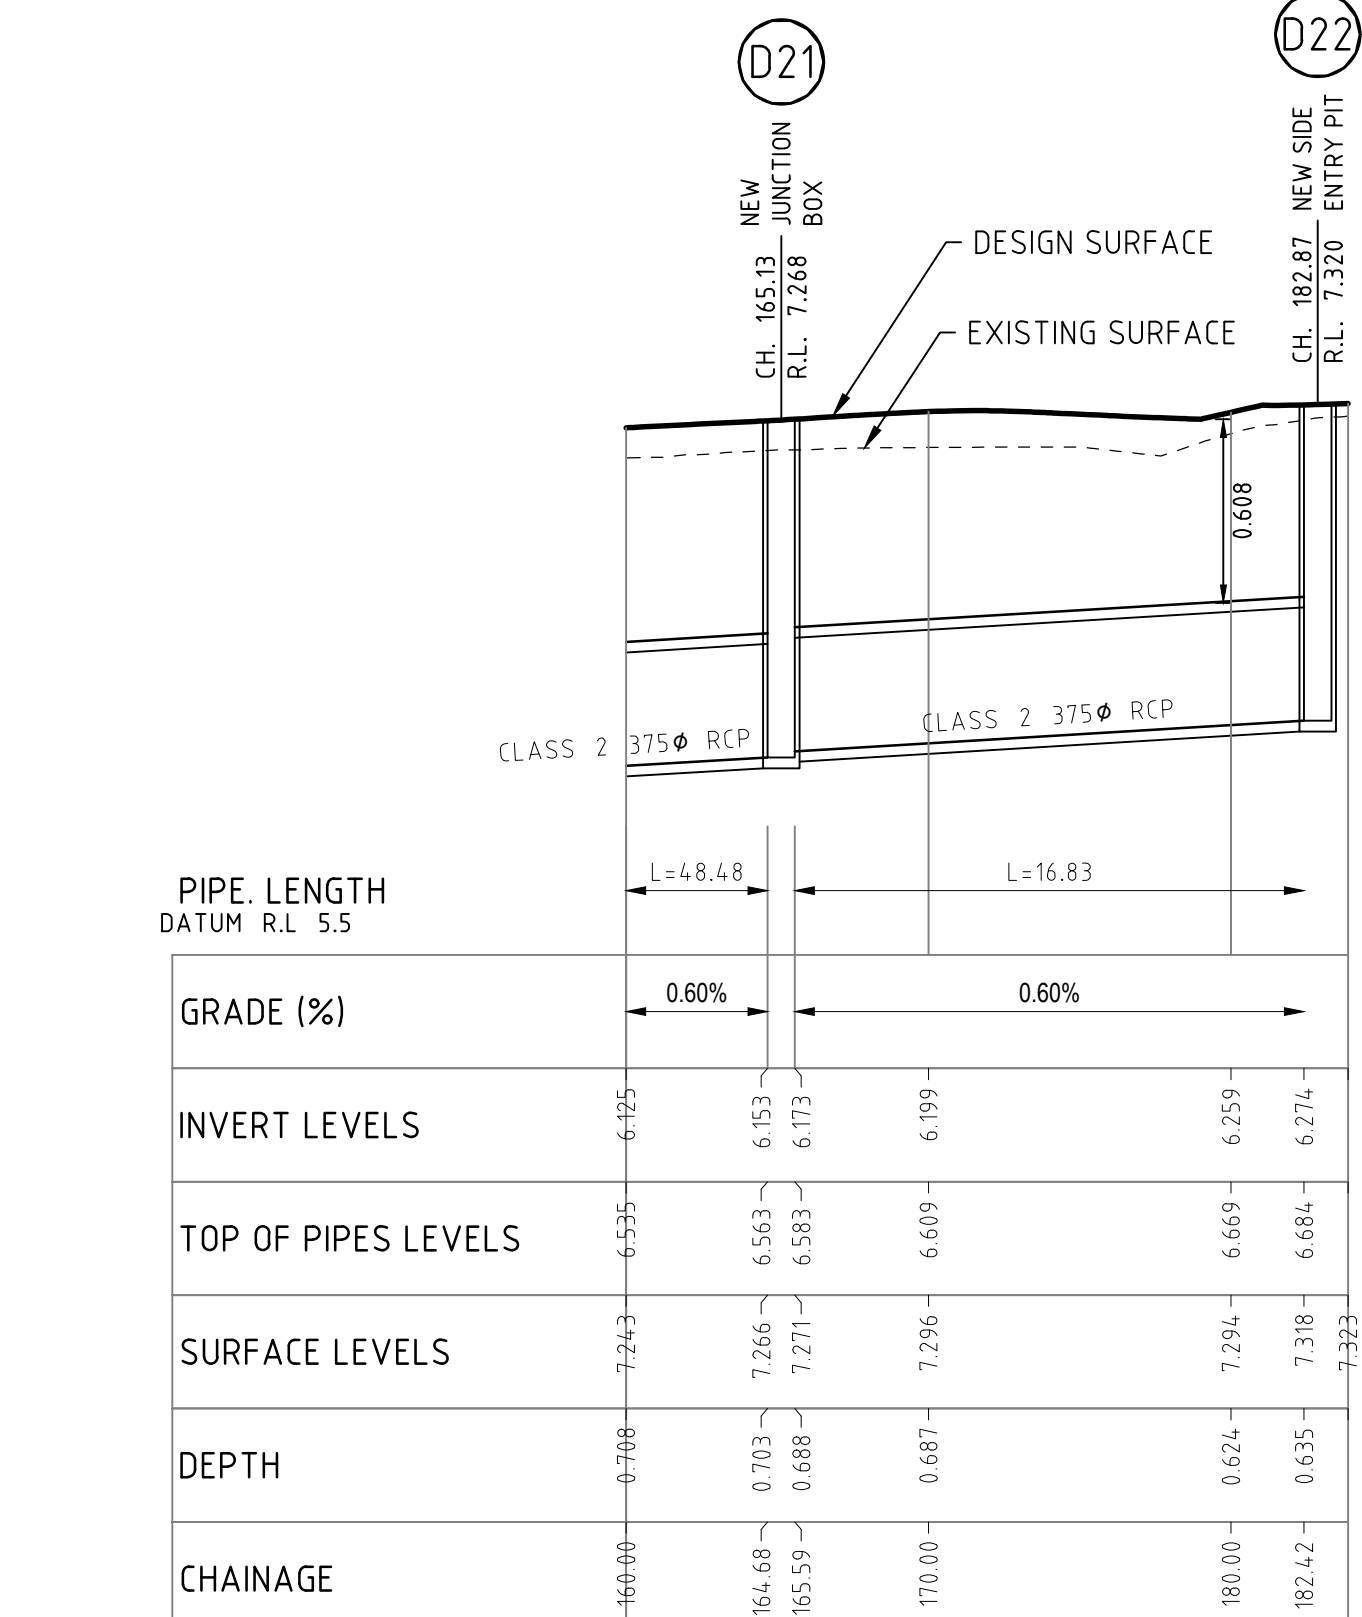 D21
D22
NEW
JUNCTION
BOX
CH. 165.13
R.L. 7.268
NEW SIDE
ENTRY PIT
CH. 182.87
R.L. 7.320
DESIGN SURFACE
EXISTING SURFACE
0.608
CLASS 2 375Φ RCP
CLASS 2 375Φ RCP
PIPE. LENGTH
L=48.48
L=16.83
DATUM R.L 5.5
GRADE (%)
0.60%
0.60%
INVERT LEVELS
6.125
6.153
6.173
6.199
6.259
6.274
TOP OF PIPES LEVELS
6.535
6.563
6.583
6.609
6.669
6.684
SURFACE LEVELS
7.243
7.266
7.271
7.296
7.294
7.318
7.323
DEPTH
0.708
0.703
0.688
0.687
0.624
0.635
CHAINAGE
160.00
164.68
165.59
170.00
180.00
182.42